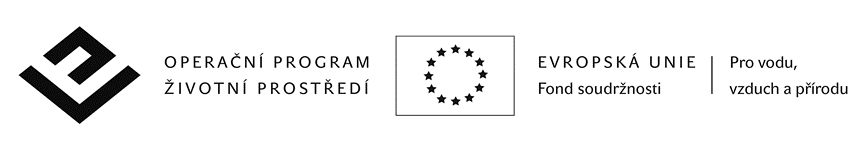 OPERAČNÍ PROGRAM
ŽIVOTNÍ PROSTŘEDÍ
EVROPSKÁ UNIE
Fond soudržnosti
Pro vodu,
vzduch a přírodu